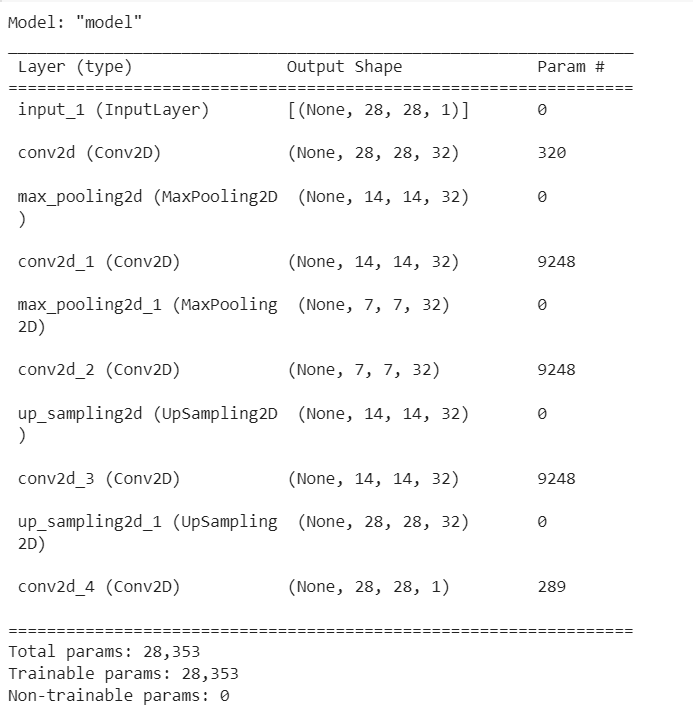 Model: "model"
_________________________________________________________________
Layer (type) Output Shape Param #
=================================================================
input_1 (InputLayer) [(None, 28, 28, 1)] 0
conv2d (Conv2D) (None, 28, 28, 32) 320
max_pooling2d (MaxPooling2D (None, 14, 14, 32) 0
)
conv2d_1 (Conv2D) (None, 14, 14, 32) 9248
max_pooling2d_1 (MaxPooling (None, 7, 7, 32) 0
2D)
conv2d_2 (Conv2D) (None, 7, 7, 32) 9248
up_sampling2d (UpSampling2D (None, 14, 14, 32) 0
)
conv2d_3 (Conv2D) (None, 14, 14, 32) 9248
up_sampling2d_1 (UpSampling (None, 28, 28, 32) 0
2D)
conv2d_4 (Conv2D) (None, 28, 28, 1) 289
=================================================================
Total params: 28,353
Trainable params: 28,353
Non-trainable params: 0